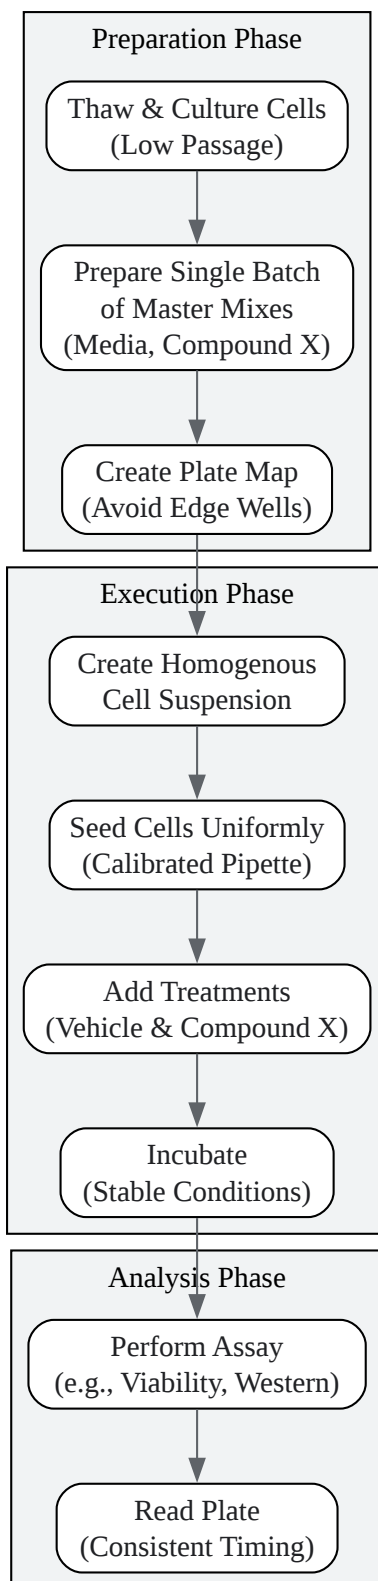 Preparation Phase
Thaw & Culture Cells
(Low Passage)
Prepare Single Batch
of Master Mixes
(Media, Compound X)
Create Plate Map
(Avoid Edge Wells)
Execution Phase
Create Homogenous
Cell Suspension
Seed Cells Uniformly
(Calibrated Pipette)
Add Treatments
(Vehicle & Compound X)
Incubate
(Stable Conditions)
Analysis Phase
Perform Assay
(e.g., Viability, Western)
Read Plate
(Consistent Timing)